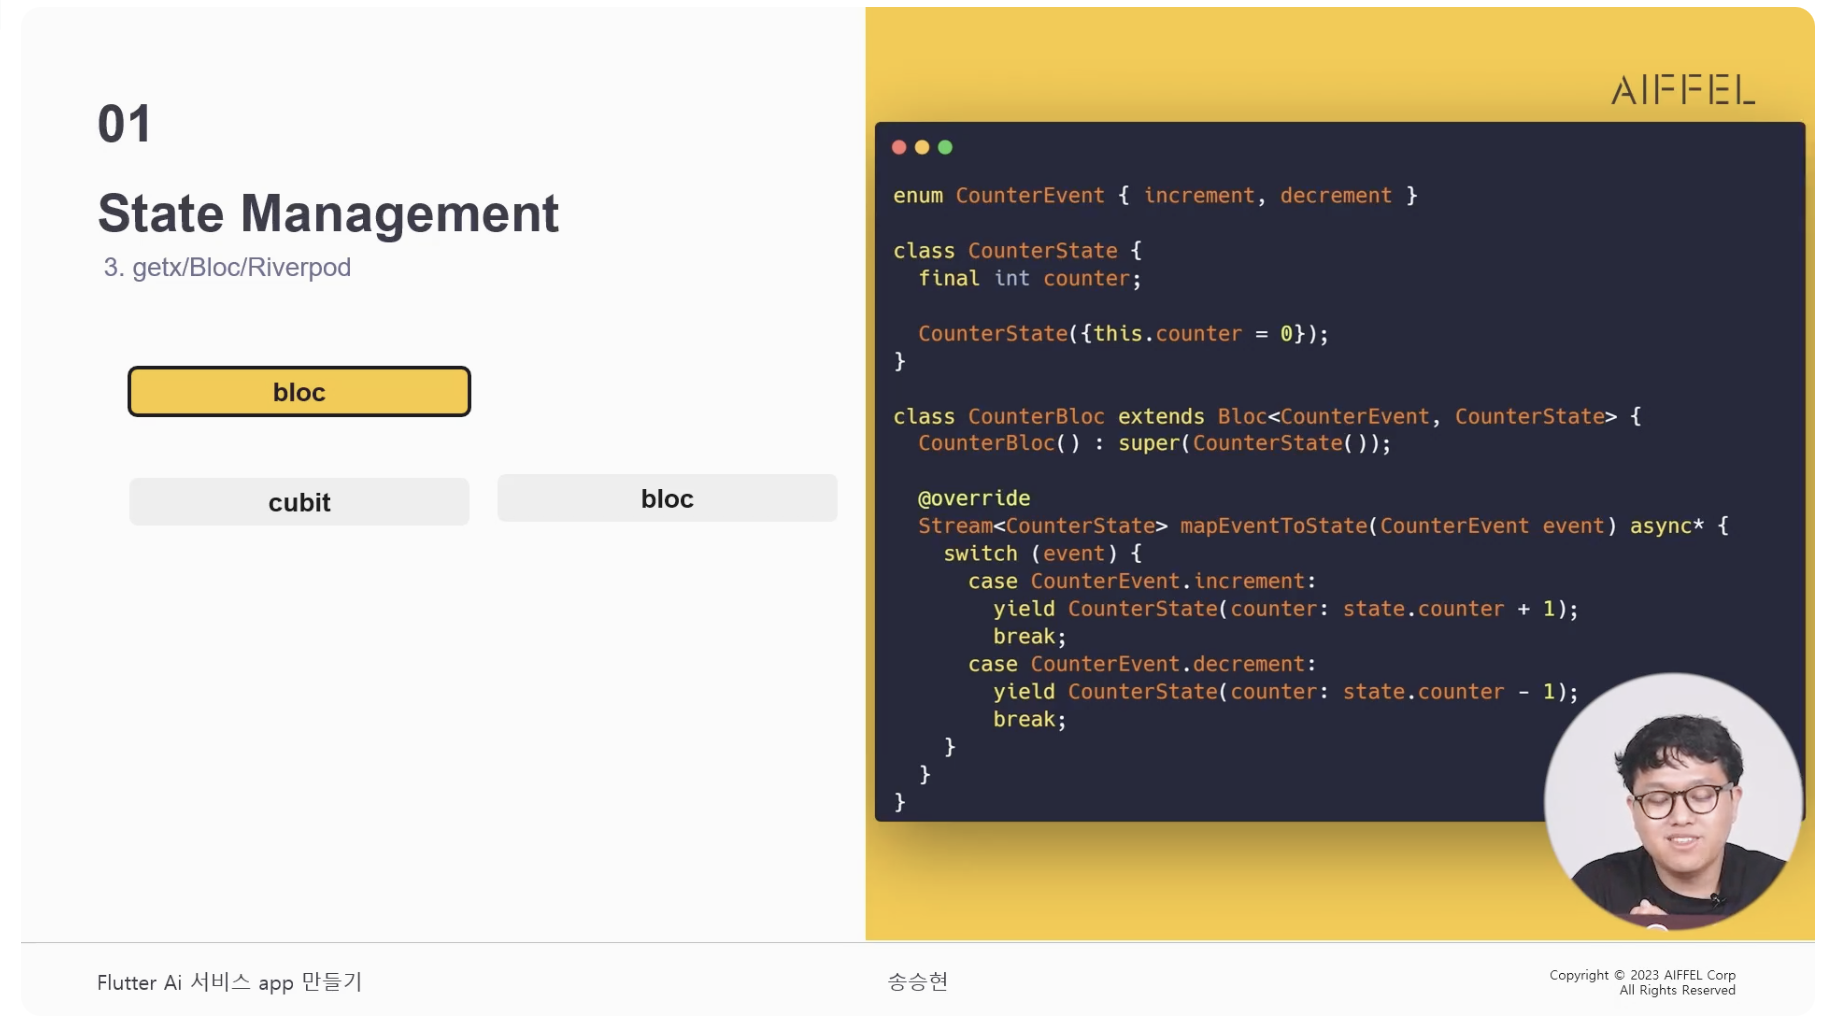 01
State Management
3. getx/Bloc/Riverpod
bloc
cubit
bloc
AIFFEL
enum CounterEvent { increment, decrement }
class CounterState {
final int counter;
CounterState({this.counter = 0});
}
class CounterBloc extends Bloc<CounterEvent, CounterState> {
CounterBloc() : super(CounterState());
@override
Stream<CounterState> mapEventToState(CounterEvent event) async* {
switch (event) {
case CounterEvent.increment:
yield CounterState(counter: state.counter + 1);
break;
case CounterEvent.decrement:
yield CounterState(counter: state.counter - 1);
break;
}
}
}
Flutter Ai 서비스 app 만들기
송승현
Copyright © 2023 AIFFEL Corp
All Rights Reserved